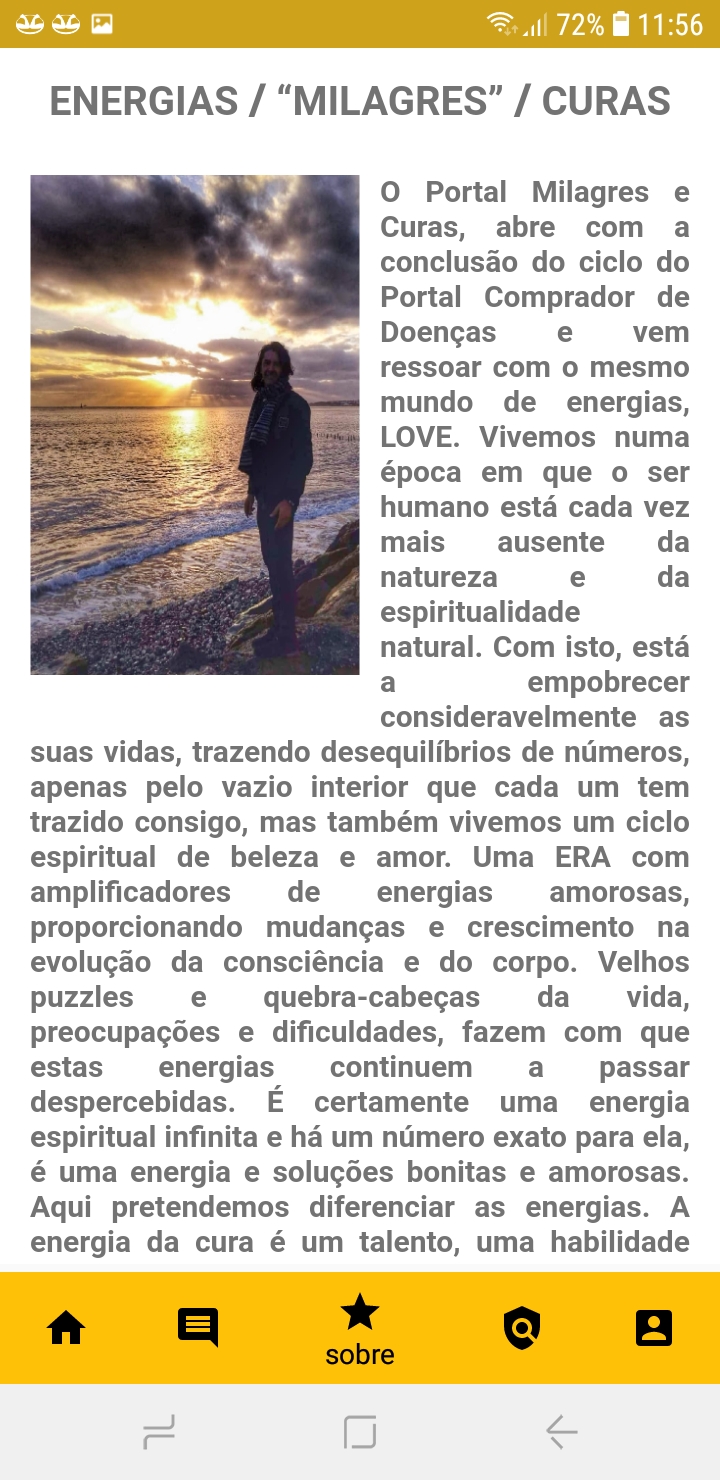 72% 11:56
ENERGIAS / “MILAGRES” / CURAS
O Portal Milagres e
Curas, abre com a
conclusão do ciclo do
Portal Comprador de
Doenças e vem
ressoar com o mesmo
mundo de energias,
LOVE. Vivemos numa
época em que o ser
humano está cada vez
mais ausente da
natureza e da
espiritualidade
natural. Com isto, está
a empobrecer
consideravelmente as
suas vidas, trazendo desequilíbrios de números,
apenas pelo vazio interior que cada um tem
trazido consigo, mas também vivemos um ciclo
espiritual de beleza e amor. Uma ERA com
amplificadores de energias amorosas,
proporcionando mudanças e crescimento na
evolução da consciência e do corpo. Velhos
puzzles e quebra-cabeças da vida,
preocupações e dificuldades, fazem com que
estas energias continuem a passar
despercebidas. É certamente uma energia
espiritual infinita e há um número exato para ela,
é uma energia e soluções bonitas e amorosas.
Aqui pretendemos diferenciar as energias. A
energia da cura é um talento, uma habilidade
sobre